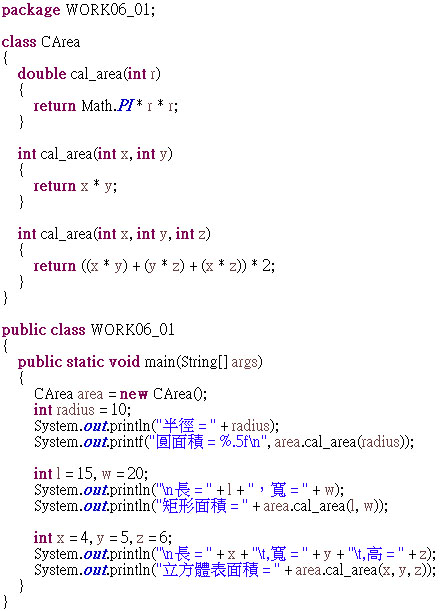 package WORK06_01;
class CArea
{
double cal_area(int r)
{
return Math.PI * r * r;
}
int cal_area(int x, int y)
{
return x * y;
}
int cal_area(int x, int y, int z)
{
return ((x * y) + (y * z) + (x * z)) * 2;
}
}
public class WORK06_01
{
public static void main(String[] args)
{
CArea area = new CArea();
int radius = 10;
System.out.println("半徑 = " + radius);
System.out.printf("圓面積 = %.5f\n", area.cal_area(radius));
int l = 15, w = 20;
System.out.println("\n長 = " + l + "，寬 = " + w);
System.out.println("矩形面積 = " + area.cal_area(l, w));
int x = 4, y = 5, z = 6;
System.out.println("\n長 = " + x + "\t,寬 = " + y + "\t,高 = " + z);
System.out.println("立方體表面積 = " + area.cal_area(x, y, z));
}
}